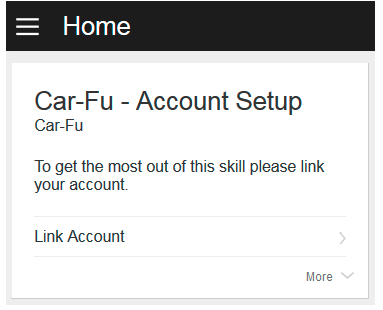 Home
Car-Fu - Account Setup
Car-Fu
To get the most out of this skill please link
your account.
Link Account
More